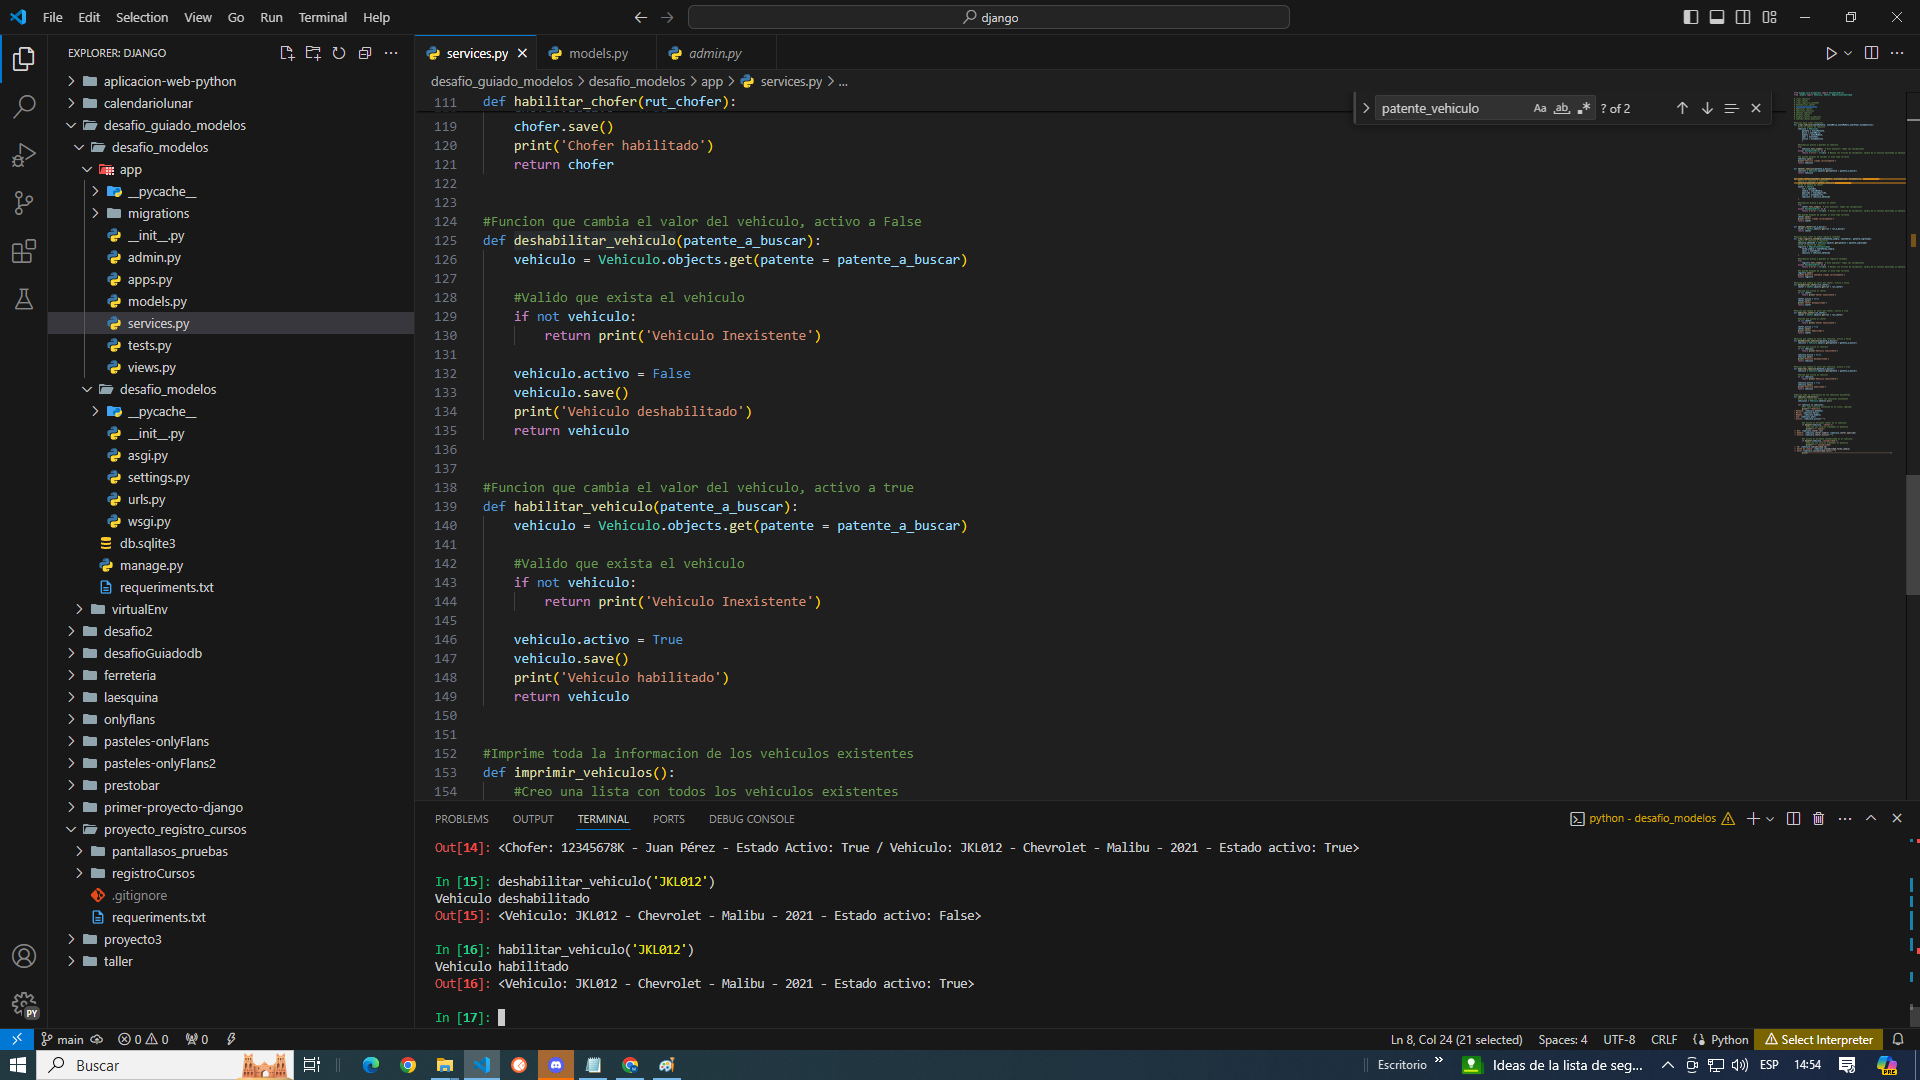 File Edit Selection View Go Run Terminal Help
django
EXPLORER: DJANGO
aplicacion-web-python
calendariolunar
desafio_guiado_modelos
desafio_modelos
app
__pycache__
migrations
__init__.py
admin.py
apps.py
models.py
services.py
tests.py
views.py
desafio_modelos
__pycache__
__init__.py
asgi.py
settings.py
urls.py
wsgi.py
db.sqlite3
manage.py
requeriments.txt
virtualEnv
desafio2
desafioGuiadodb
ferreteria
laesquina
onlyflans
pasteles-onlyFlans
pasteles-onlyFlans2
prestobar
primer-proyecto-django
proyecto_registro_cursos
pantallasos_pruebas
registroCursos
.gitignore
requeriments.txt
proyecto3
taller
services.py models.py admin.py
desafio_guiado_modelos > desafio_modelos > app > services.py > ...
patente_vehiculo Aa ab .* ? of 2
111 def habilitar_chofer(rut_chofer):
119 chofer.save()
120 print('Chofer habilitado')
121 return chofer
122
123
124 #Funcion que cambia el valor del vehiculo, activo a False
125 def deshabilitar_vehiculo(patente_a_buscar):
126 vehiculo = Vehiculo.objects.get(patente = patente_a_buscar)
127
128 #Valido que exista el vehiculo
129 if not vehiculo:
130 return print('Vehiculo Inexistente')
131
132 vehiculo.activo = False
133 vehiculo.save()
134 print('Vehiculo deshabilitado')
135 return vehiculo
136
137
138 #Funcion que cambia el valor del vehiculo, activo a true
139 def habilitar_vehiculo(patente_a_buscar):
140 vehiculo = Vehiculo.objects.get(patente = patente_a_buscar)
141
142 #Valido que exista el vehiculo
143 if not vehiculo:
144 return print('Vehiculo Inexistente')
145
146 vehiculo.activo = True
147 vehiculo.save()
148 print('Vehiculo habilitado')
149 return vehiculo
150
151
152 #Imprime toda la informacion de los vehiculos existentes
153 def imprimir_vehiculos():
154 #Creo una lista con todos los vehiculos existentes
PROBLEMS OUTPUT TERMINAL PORTS DEBUG CONSOLE
python - desafio_modelos
Out[14]: <Chofer: 12345678K - Juan Pérez - Estado Activo: True / Vehiculo: JKL012 - Chevrolet - Malibu - 2021 - Estado activo: True>
In [15]: deshabilitar_vehiculo('JKL012')
Vehiculo deshabilitado
Out[15]: <Vehiculo: JKL012 - Chevrolet - Malibu - 2021 - Estado activo: False>
In [16]: habilitar_vehiculo('JKL012')
Vehiculo habilitado
Out[16]: <Vehiculo: JKL012 - Chevrolet - Malibu - 2021 - Estado activo: True>
In [17]:
PY
main 0 0 0
Ln 8, Col 24 (21 selected) Spaces: 4 UTF-8 CRLF Python Select Interpreter
Buscar
Escritorio Ideas de la lista de seg... ESP 14:54